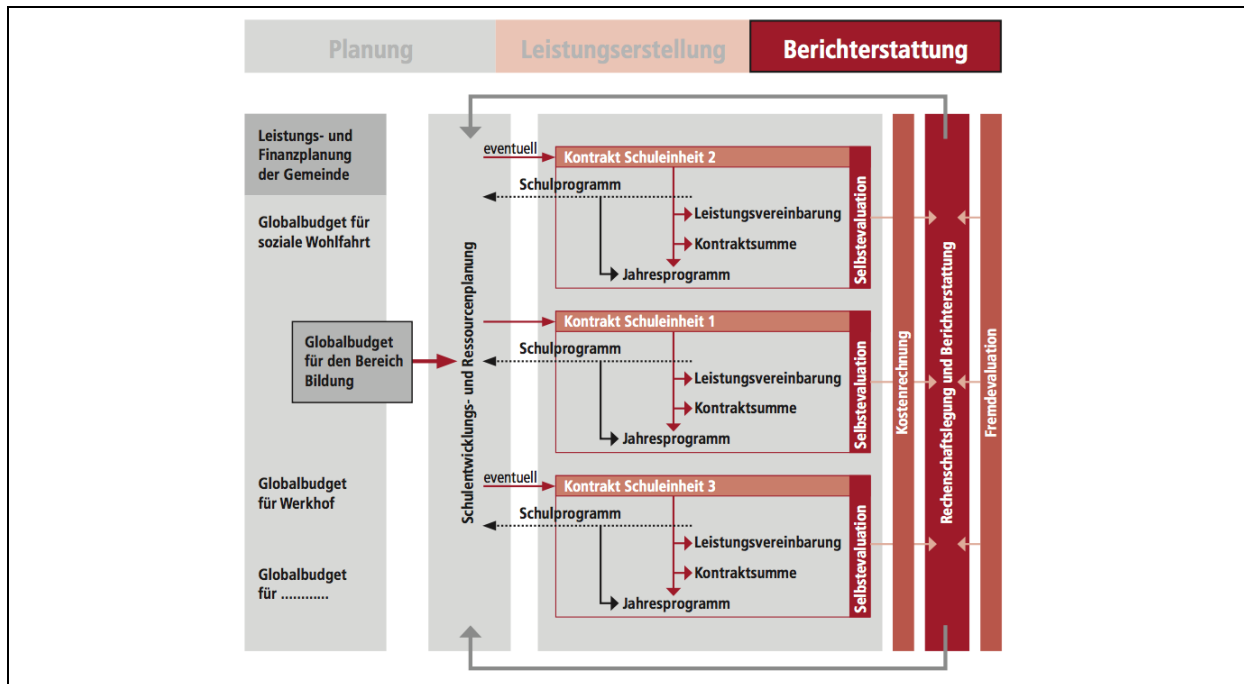 Planung
Leistungserstellung
Berichterstattung
Leistungs- und
Finanzplanung
der Gemeinde
Globalbudget für
soziale Wohlfahrt
Globalbudget
für den Bereich
Bildung
Globalbudget
für Werkhof
Globalbudget
für ............
Schulentwicklungs- und Ressourcenplanung
eventuell
Kontrakt Schuleinheit 2
Schulprogramm
Leistungsvereinbarung
Kontraktsumme
Jahresprogramm
Selbstevaluation
Kontrakt Schuleinheit 1
Schulprogramm
Leistungsvereinbarung
Kontraktsumme
Jahresprogramm
Selbstevaluation
eventuell
Kontrakt Schuleinheit 3
Schulprogramm
Leistungsvereinbarung
Kontraktsumme
Jahresprogramm
Selbstevaluation
Kostenrechnung
Rechenschaftslegung und Berichterstattung
Fremdevaluation